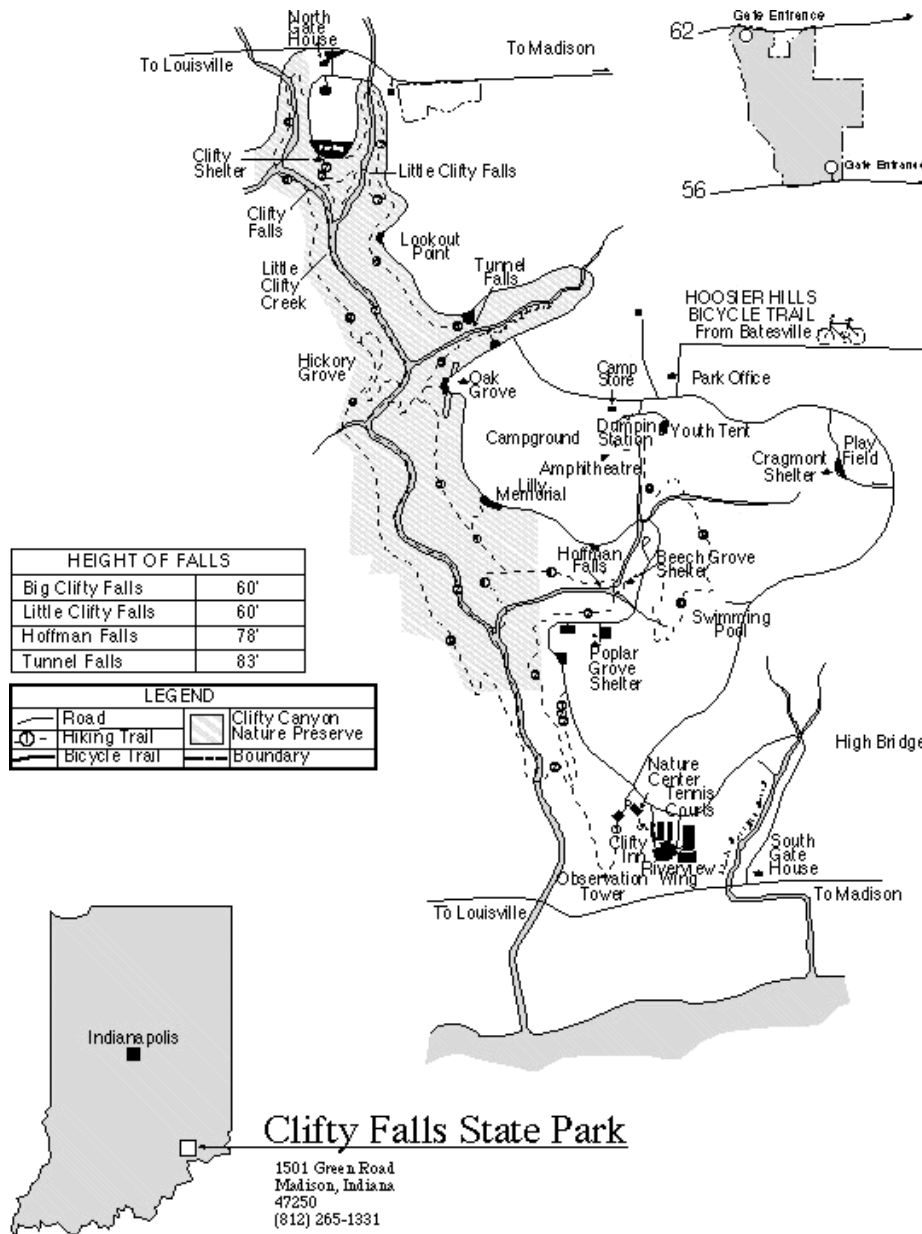 North
Gate
House
To Louisville
To Madison
62
Gate Entrance
56
Gate Entrance
Clifty
Shelter
Little Clifty Falls
Clifty
Falls
Lookout
Point
Little
Clifty
Creek
Tunnel
Falls
HOOSIER HILLS
BICYCLE TRAIL
From Batesville
Hickory
Grove
Oak
Grove
Camp
Store
Park Office
Campground
Dumping
Station
Youth Tent
Amphitheatre
Play
Field
Cragmont
Shelter
Lilly
Memorial
Hoffman
Falls
Beech Grove
Shelter
Swimming
Pool
Poplar
Grove
Shelter
HEIGHT OF FALLS
Big Clifty Falls 60'
Little Clifty Falls 60'
Hoffman Falls 78'
Tunnel Falls 83'
LEGEND
Road
Hiking Trail
Bicycle Trail
Clifty Canyon
Nature Preserve
Boundary
High Bridge
Nature
Center
Tennis
Courts
Clifty
Inn
Riverview
Wing
Observation
Tower
South
Gate
House
To Louisville
To Madison
Indianapolis
Clifty Falls State Park
1501 Green Road
Madison, Indiana
47250
(812) 265-1331